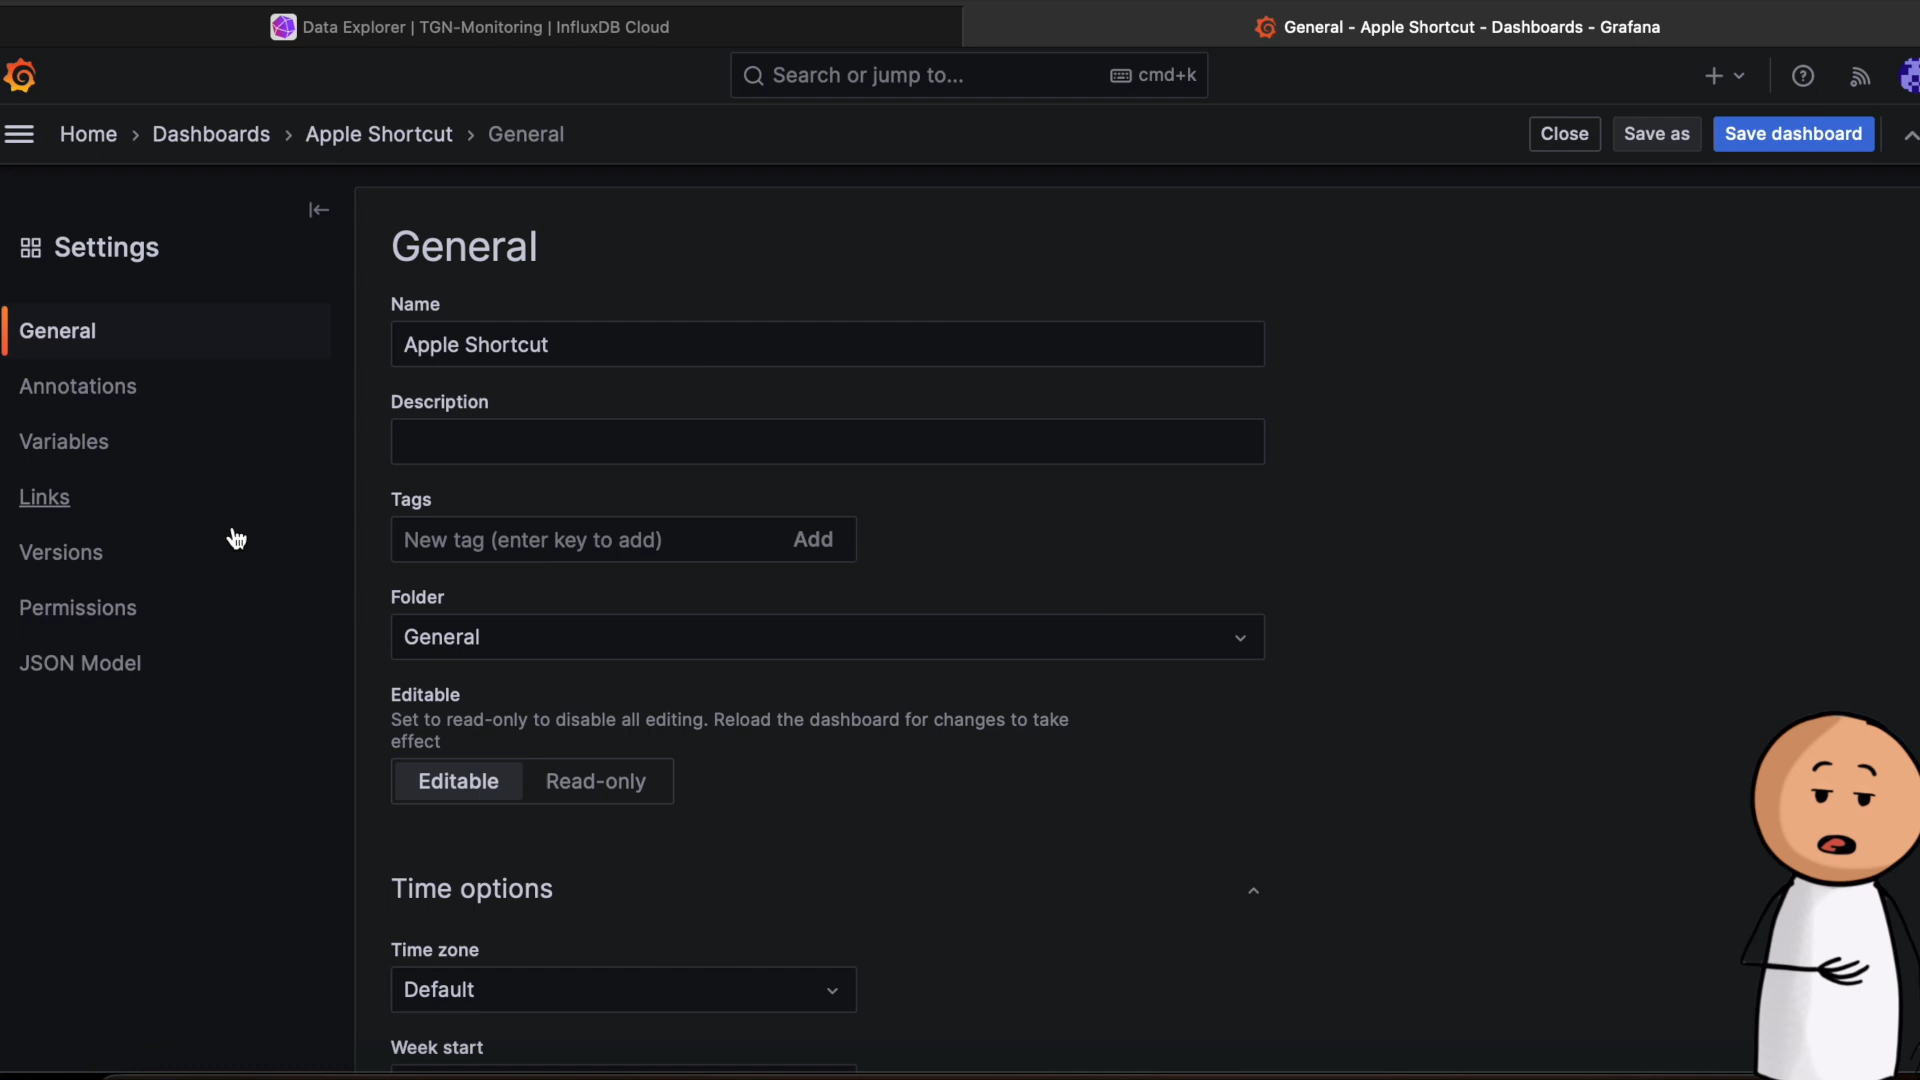 Data Explorer | TGN-Monitoring | InfluxDB Cloud
General - Apple Shortcut - Dashboards - Grafana
Search or jump to...
cmd+k
Home › Dashboards › Apple Shortcut › General
Close
Save as
Save dashboard
Settings
General
Annotations
Variables
Links
Versions
Permissions
JSON Model
General
Name
Apple Shortcut
Description
Tags
New tag (enter key to add)
Add
Folder
General
Editable
Set to read-only to disable all editing. Reload the dashboard for changes to take
effect
Editable
Read-only
Time options
Time zone
Default
Week start